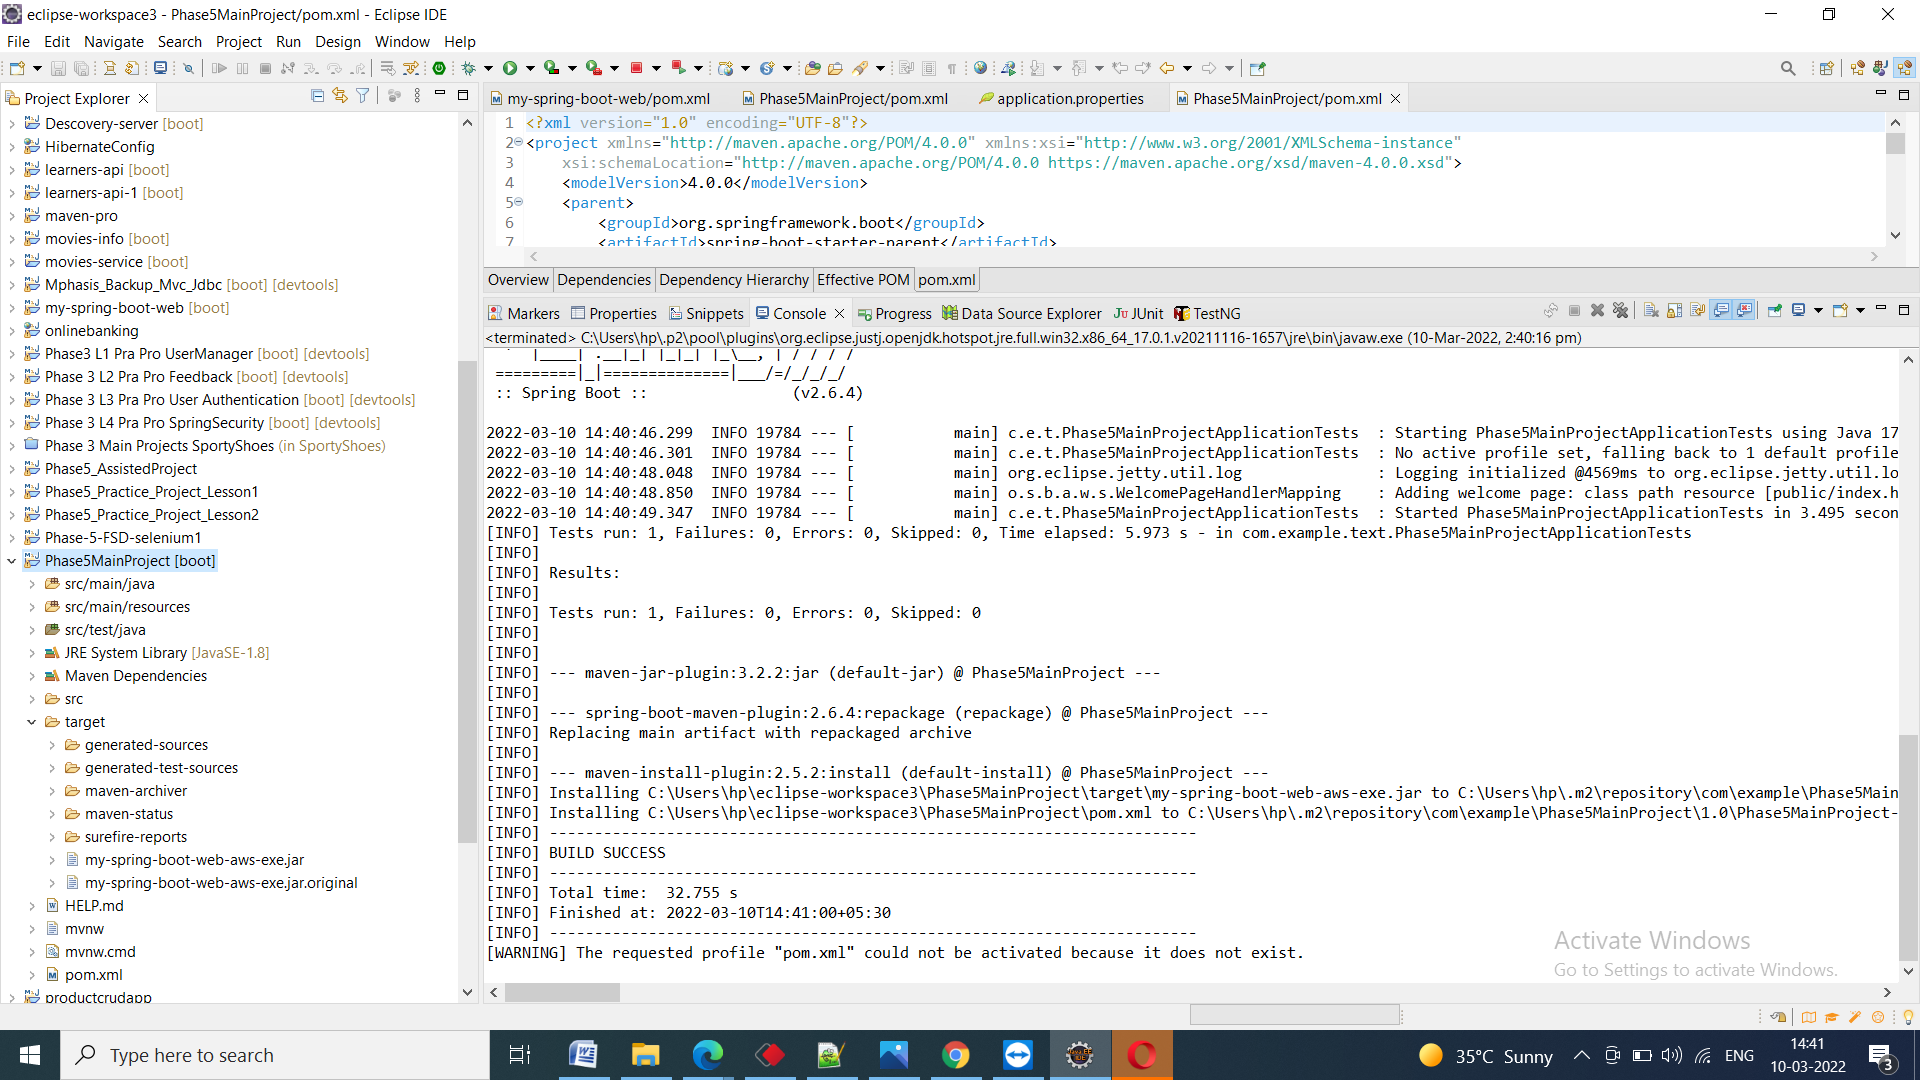 eclipse-workspace3 - Phase5MainProject/pom.xml - Eclipse IDE
File Edit Navigate Search Project Run Design Window Help
Project Explorer
Descovery-server [boot]
HibernateConfig
learners-api [boot]
learners-api-1 [boot]
maven-pro
movies-info [boot]
movies-service [boot]
Mphasis_Backup_Mvc_Jdbc [boot] [devtools]
my-spring-boot-web [boot]
onlinebanking
Phase3 L1 Pra Pro UserManager [boot] [devtools]
Phase 3 L2 Pra Pro Feedback [boot] [devtools]
Phase 3 L3 Pra Pro User Authentication [boot] [devtools]
Phase 3 L4 Pra Pro SpringSecurity [boot] [devtools]
Phase 3 Main Projects SportyShoes (in SportyShoes)
Phase5_AssistedProject
Phase5_Practice_Project_Lesson1
Phase5_Practice_Project_Lesson2
Phase-5-FSD-selenium1
Phase5MainProject [boot]
src/main/java
src/main/resources
src/test/java
JRE System Library [JavaSE-1.8]
Maven Dependencies
src
target
generated-sources
generated-test-sources
maven-archiver
maven-status
surefire-reports
my-spring-boot-web-aws-exe.jar
my-spring-boot-web-aws-exe.jar.original
HELP.md
mvnw
mvnw.cmd
pom.xml
productcrudapp
my-spring-boot-web/pom.xml Phase5MainProject/pom.xml application.properties Phase5MainProject/pom.xml
1 <?xml version="1.0" encoding="UTF-8"?>
2 <project xmlns="http://maven.apache.org/POM/4.0.0" xmlns:xsi="http://www.w3.org/2001/XMLSchema-instance"
3 xsi:schemaLocation="http://maven.apache.org/POM/4.0.0 https://maven.apache.org/xsd/maven-4.0.0.xsd">
4 <modelVersion>4.0.0</modelVersion>
5 <parent>
6 <groupId>org.springframework.boot</groupId>
7 <artifactId>spring-boot-starter-parent</artifactId>
Overview Dependencies Dependency Hierarchy Effective POM pom.xml
Markers Properties Snippets Console Progress Data Source Explorer JUnit TestNG
<terminated> C:\Users\hp\.p2\pool\plugins\org.eclipse.justj.openjdk.hotspot.jre.full.win32.x86_64_17.0.1.v20211116-1657\jre\bin\javaw.exe (10-Mar-2022, 2:40:16 pm)
' |____| .__|_| |_|_| |_\__, | / / / /
=========|_|==============|___/=/_/_/_/
:: Spring Boot :: (v2.6.4)
2022-03-10 14:40:46.299 INFO 19784 --- [ main] c.e.t.Phase5MainProjectApplicationTests : Starting Phase5MainProjectApplicationTests using Java 17
2022-03-10 14:40:46.301 INFO 19784 --- [ main] c.e.t.Phase5MainProjectApplicationTests : No active profile set, falling back to 1 default profile
2022-03-10 14:40:48.048 INFO 19784 --- [ main] org.eclipse.jetty.util.log : Logging initialized @4569ms to org.eclipse.jetty.util.lo
2022-03-10 14:40:48.850 INFO 19784 --- [ main] o.s.b.a.w.s.WelcomePageHandlerMapping : Adding welcome page: class path resource [public/index.h
2022-03-10 14:40:49.347 INFO 19784 --- [ main] c.e.t.Phase5MainProjectApplicationTests : Started Phase5MainProjectApplicationTests in 3.495 secon
[INFO] Tests run: 1, Failures: 0, Errors: 0, Skipped: 0, Time elapsed: 5.973 s - in com.example.text.Phase5MainProjectApplicationTests
[INFO]
[INFO] Results:
[INFO]
[INFO] Tests run: 1, Failures: 0, Errors: 0, Skipped: 0
[INFO]
[INFO]
[INFO] --- maven-jar-plugin:3.2.2:jar (default-jar) @ Phase5MainProject ---
[INFO]
[INFO] --- spring-boot-maven-plugin:2.6.4:repackage (repackage) @ Phase5MainProject ---
[INFO] Replacing main artifact with repackaged archive
[INFO]
[INFO] --- maven-install-plugin:2.5.2:install (default-install) @ Phase5MainProject ---
[INFO] Installing C:\Users\hp\eclipse-workspace3\Phase5MainProject\target\my-spring-boot-web-aws-exe.jar to C:\Users\hp\.m2\repository\com\example\Phase5Main
[INFO] Installing C:\Users\hp\eclipse-workspace3\Phase5MainProject\pom.xml to C:\Users\hp\.m2\repository\com\example\Phase5MainProject\1.0\Phase5MainProject-
[INFO] ------------------------------------------------------------------------
[INFO] BUILD SUCCESS
[INFO] ------------------------------------------------------------------------
[INFO] Total time: 32.755 s
[INFO] Finished at: 2022-03-10T14:41:00+05:30
[INFO] ------------------------------------------------------------------------
[WARNING] The requested profile "pom.xml" could not be activated because it does not exist.
Activate Windows
Go to Settings to activate Windows.
Type here to search
35°C Sunny
ENG
14:41
10-03-2022
3